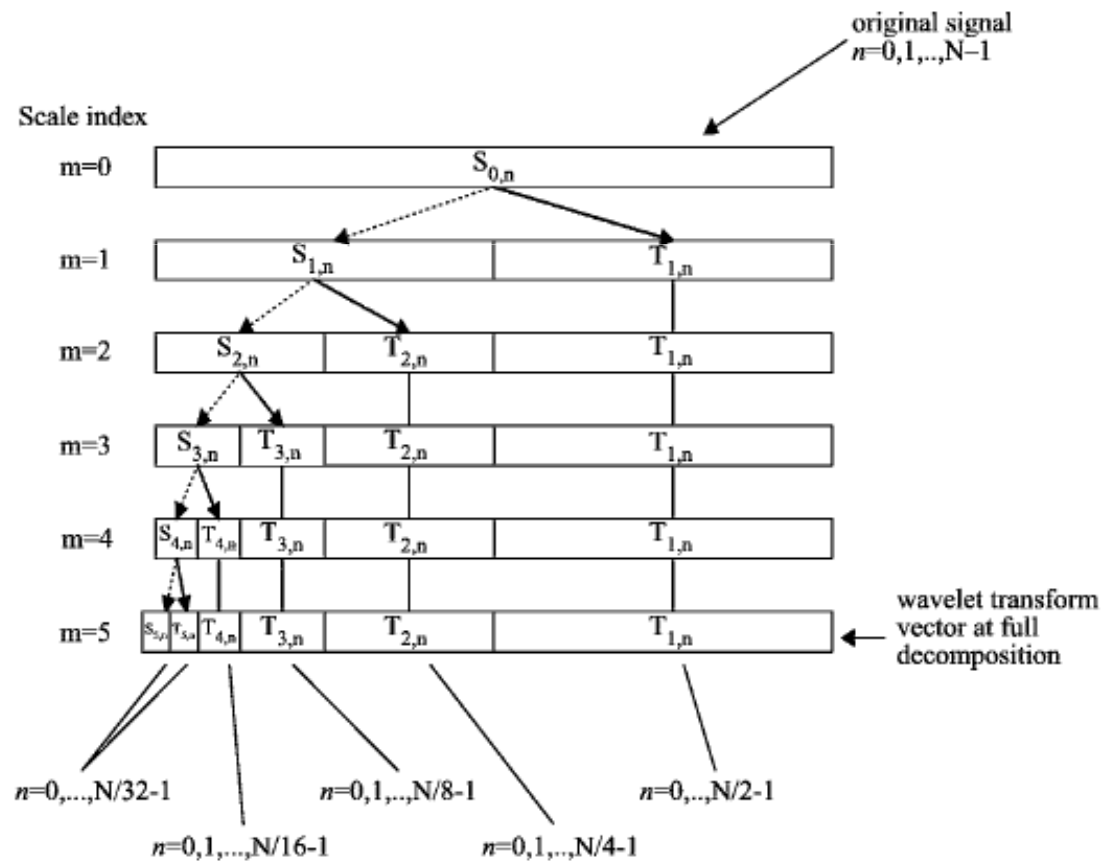 original signal
n=0,1,..,N–1
Scale index
m=0
S0,n
m=1
S1,n
T1,n
m=2
S2,n
T2,n
T1,n
m=3
S3,n
T3,n
T2,n
T1,n
m=4
S4,n
T4,n
T3,n
T2,n
T1,n
m=5
S5,n
T5,n
T4,n
T3,n
T2,n
T1,n
wavelet transform
vector at full
decomposition
n=0,...,N/32-1
n=0,1,..,N/8-1
n=0,..,N/2-1
n=0,1,...,N/16-1
n=0,1,..,N/4-1